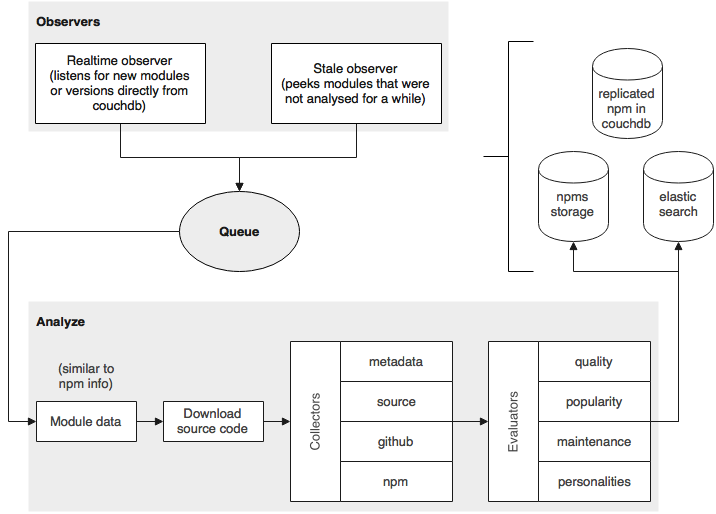 Observers
Realtime observer
(listens for new modules
or versions directly from
couchdb)
Stale observer
(peeks modules that were
not analysed for a while)
replicated
npm in
couchdb
npms
storage
elastic
search
Queue
Analyze
(similar to
npm info)
Module data
Download
source code
Collectors
metadata
source
github
npm
Evaluators
quality
popularity
maintenance
personalities